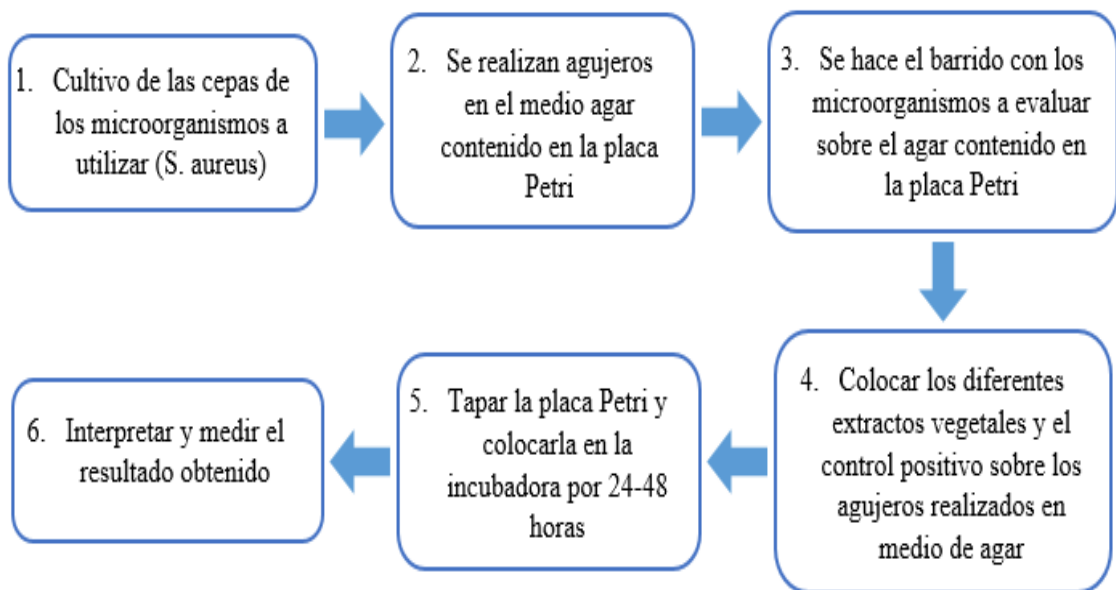 1. Cultivo de las cepas de
los microorganismos a
utilizar (S. aureus)
2. Se realizan agujeros
en el medio agar
contenido en la placa
Petri
3. Se hace el barrido con los
microorganismos a evaluar
sobre el agar contenido en
la placa Petri
4. Colocar los diferentes
extractos vegetales y el
control positivo sobre los
agujeros realizados en
medio de agar
5. Tapar la placa Petri y
colocarla en la
incubadora por 24-48
horas
6. Interpretar y medir el
resultado obtenido